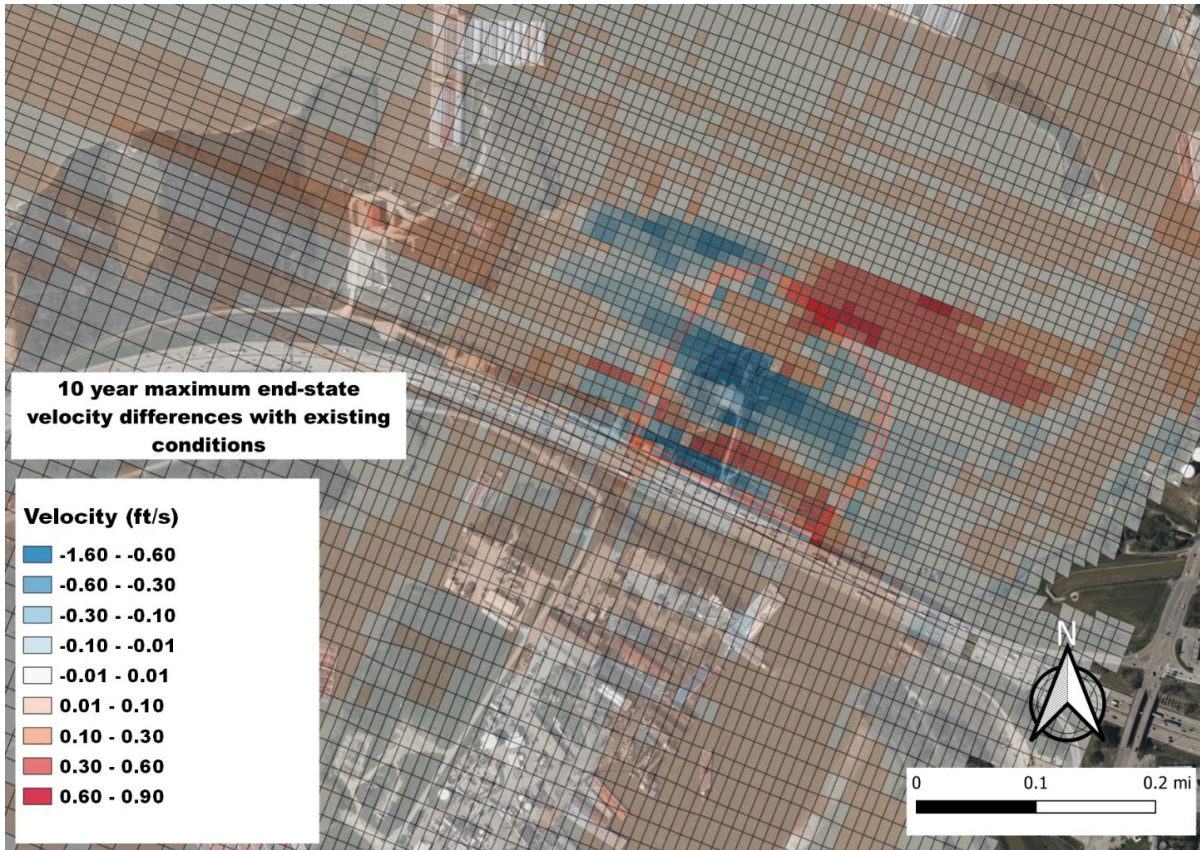 10 year maximum end-state
velocity differences with existing
conditions
Velocity (ft/s)
-1.60 - -0.60
-0.60 - -0.30
-0.30 - -0.10
-0.10 - -0.01
-0.01 - 0.01
0.01 - 0.10
0.10 - 0.30
0.30 - 0.60
0.60 - 0.90
N
0 0.1 0.2 mi